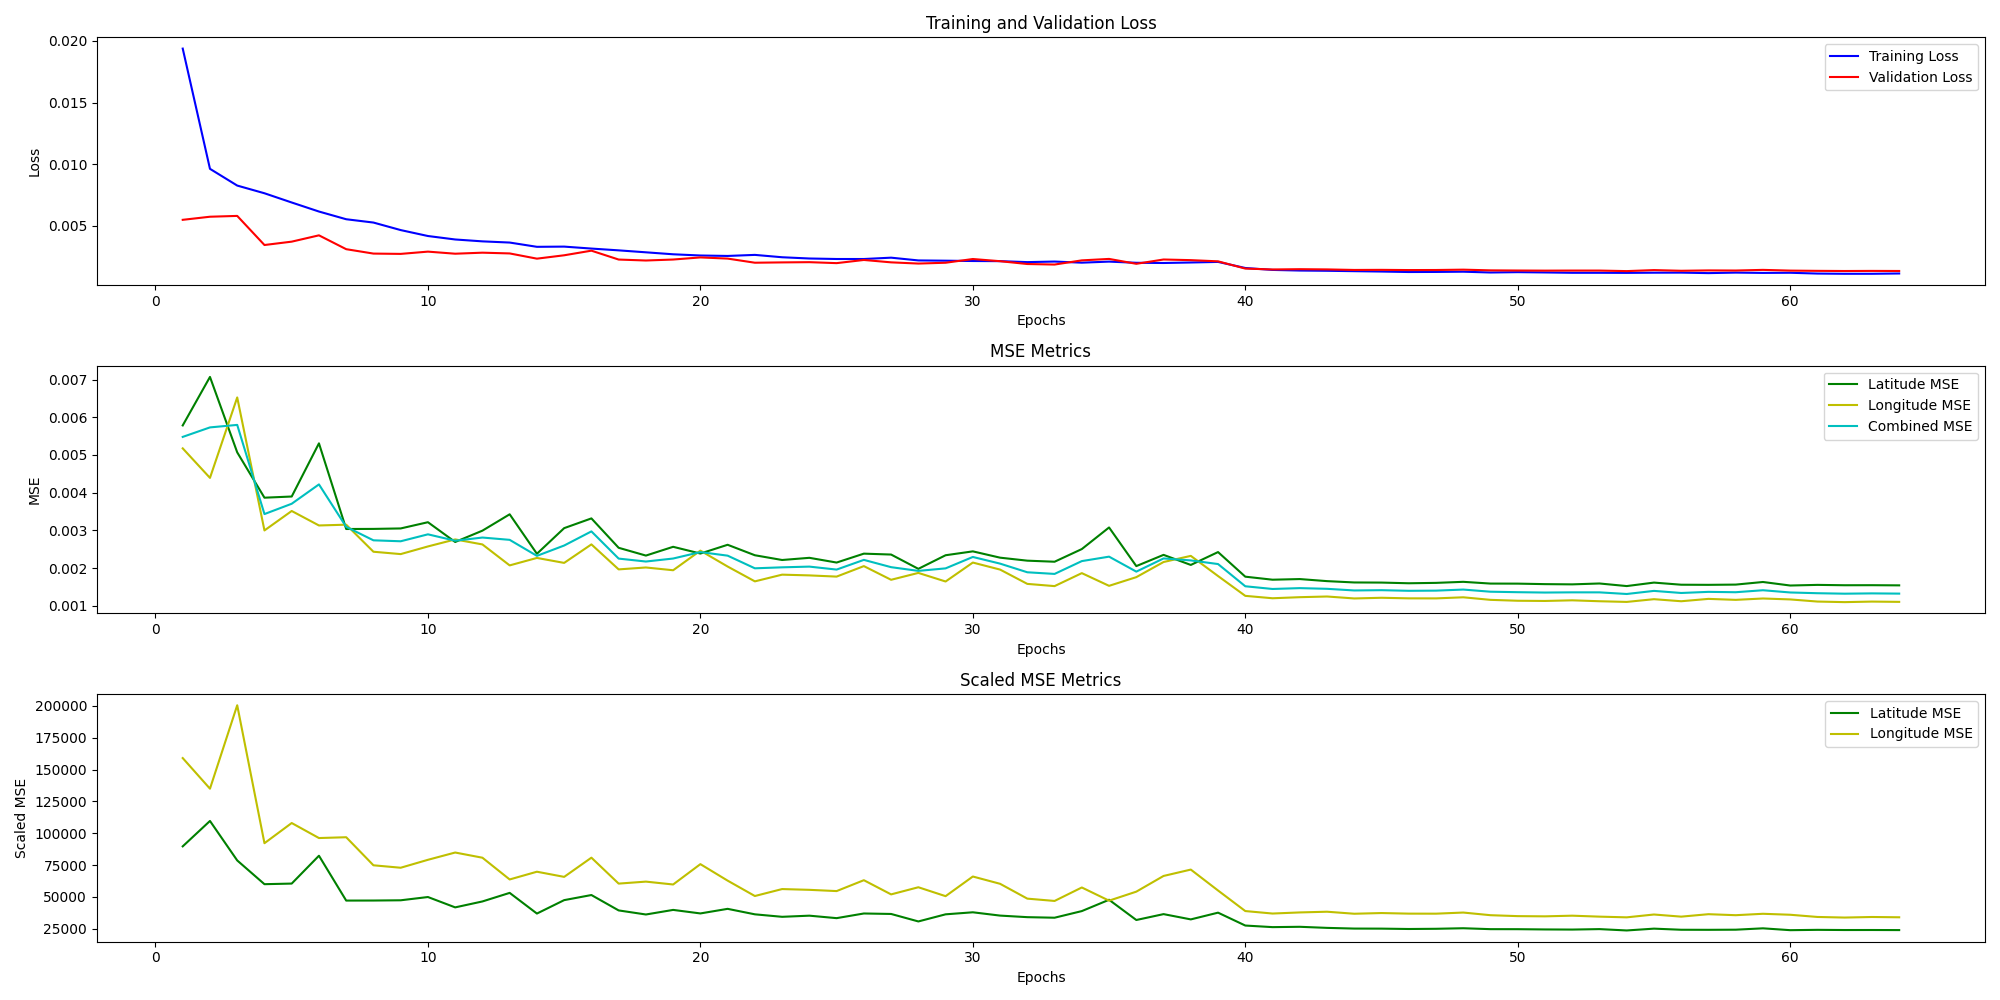 Training and Validation Loss
0.020
0.015
0.010
0.005
Loss
Training Loss
Validation Loss
0 10 20 30 40 50 60
Epochs
MSE Metrics
0.007
0.006
0.005
0.004
0.003
0.002
0.001
MSE
Latitude MSE
Longitude MSE
Combined MSE
0 10 20 30 40 50 60
Epochs
Scaled MSE Metrics
200000
175000
150000
125000
100000
75000
50000
25000
Scaled MSE
Latitude MSE
Longitude MSE
0 10 20 30 40 50 60
Epochs